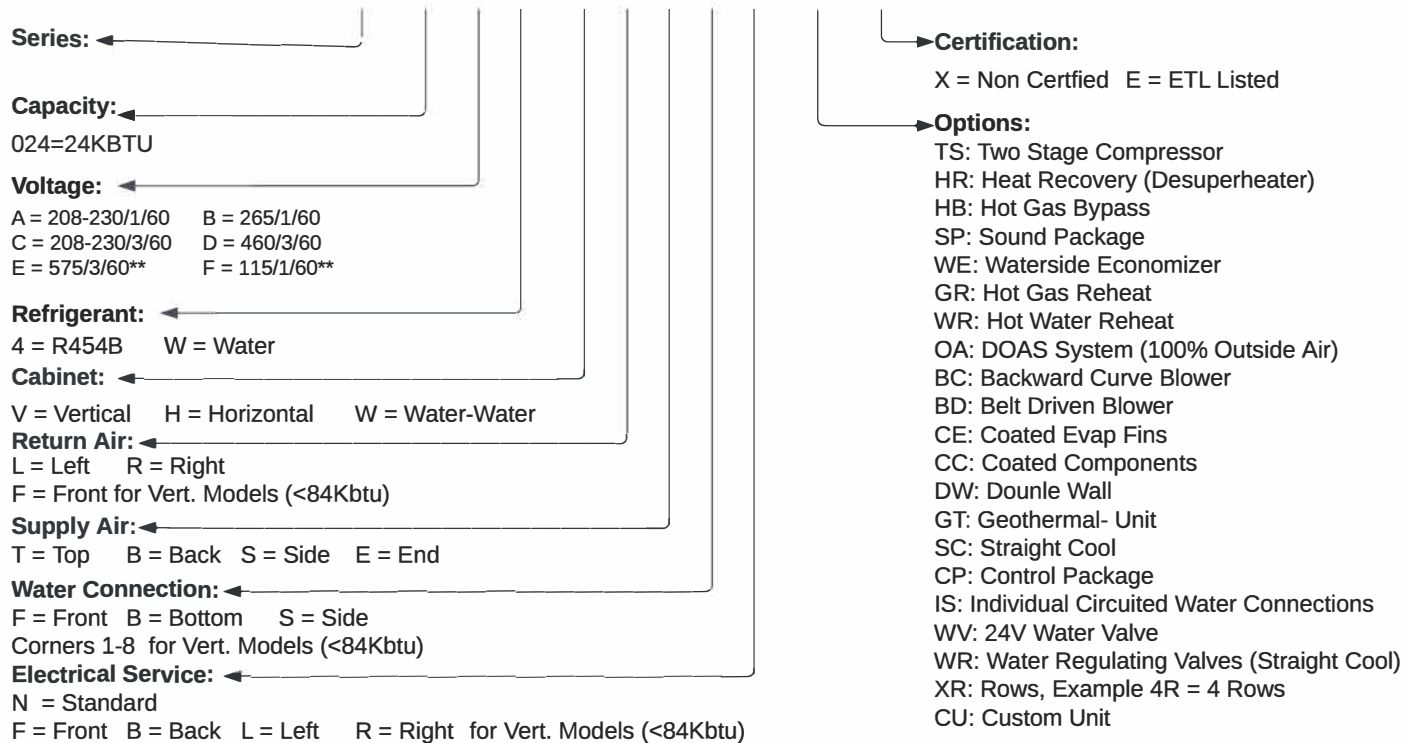 Series:
Capacity:
024=24KBTU
Voltage:
A = 208-230/1/60 B = 265/1/60
C = 208-230/3/60 D = 460/3/60
E = 575/3/60** F = 115/1/60**
Refrigerant:
4 = R454B W = Water
Cabinet:
V = Vertical H = Horizontal W = Water-Water
Return Air:
L = Left R = Right
F = Front for Vert. Models (<84Kbtu)
Supply Air:
T = Top B = Back S = Side E = End
Water Connection:
F = Front B = Bottom S = Side
Corners 1-8 for Vert. Models (<84Kbtu)
Electrical Service:
N = Standard
F = Front B = Back L = Left R = Right for Vert. Models (<84Kbtu)
Certification:
X = Non Certfied E = ETL Listed
Options:
TS: Two Stage Compressor
HR: Heat Recovery (Desuperheater)
HB: Hot Gas Bypass
SP: Sound Package
WE: Waterside Economizer
GR: Hot Gas Reheat
WR: Hot Water Reheat
OA: DOAS System (100% Outside Air)
BC: Backward Curve Blower
BD: Belt Driven Blower
CE: Coated Evap Fins
CC: Coated Components
DW: Dounle Wall
GT: Geothermal- Unit
SC: Straight Cool
CP: Control Package
IS: Individual Circuited Water Connections
WV: 24V Water Valve
WR: Water Regulating Valves (Straight Cool)
XR: Rows, Example 4R = 4 Rows
CU: Custom Unit